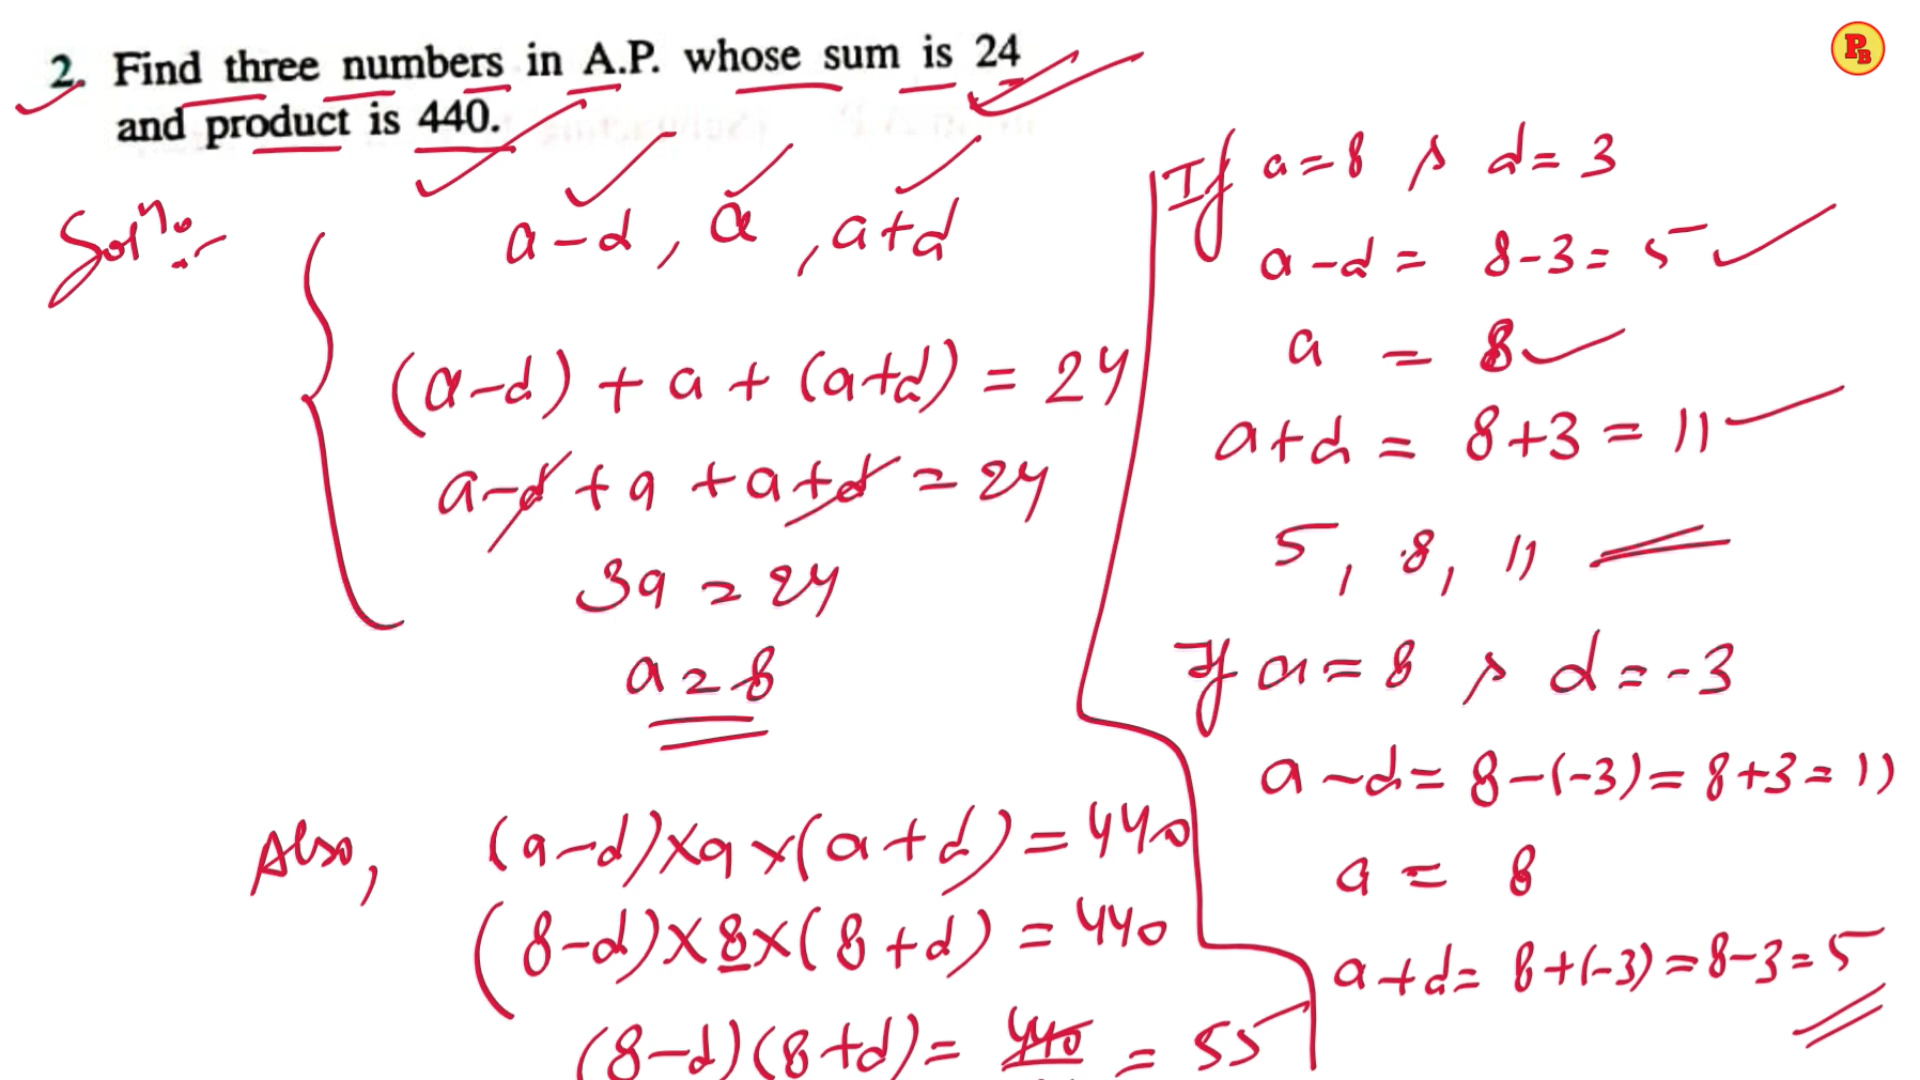 2. Find three numbers in A.P. whose sum is 24
and product is 440.
Solⁿ:-
a-d, a, a+d
(a-d) + a + (a+d) = 24
a-d + a + a+d = 24
3a = 24
a = 8
Also, (a-d)×a×(a+d) = 440
(8-d)×8×(8+d) = 440
(8-d)(8+d) = 440 = 55
If a=8, d=3
a-d = 8-3 = 5
a = 8
a+d = 8+3 = 11
5, 8, 11
If a=8, d=-3
a-d = 8-(-3) = 8+3 = 11
a = 8
a+d = 8+(-3) = 8-3 = 5
PB